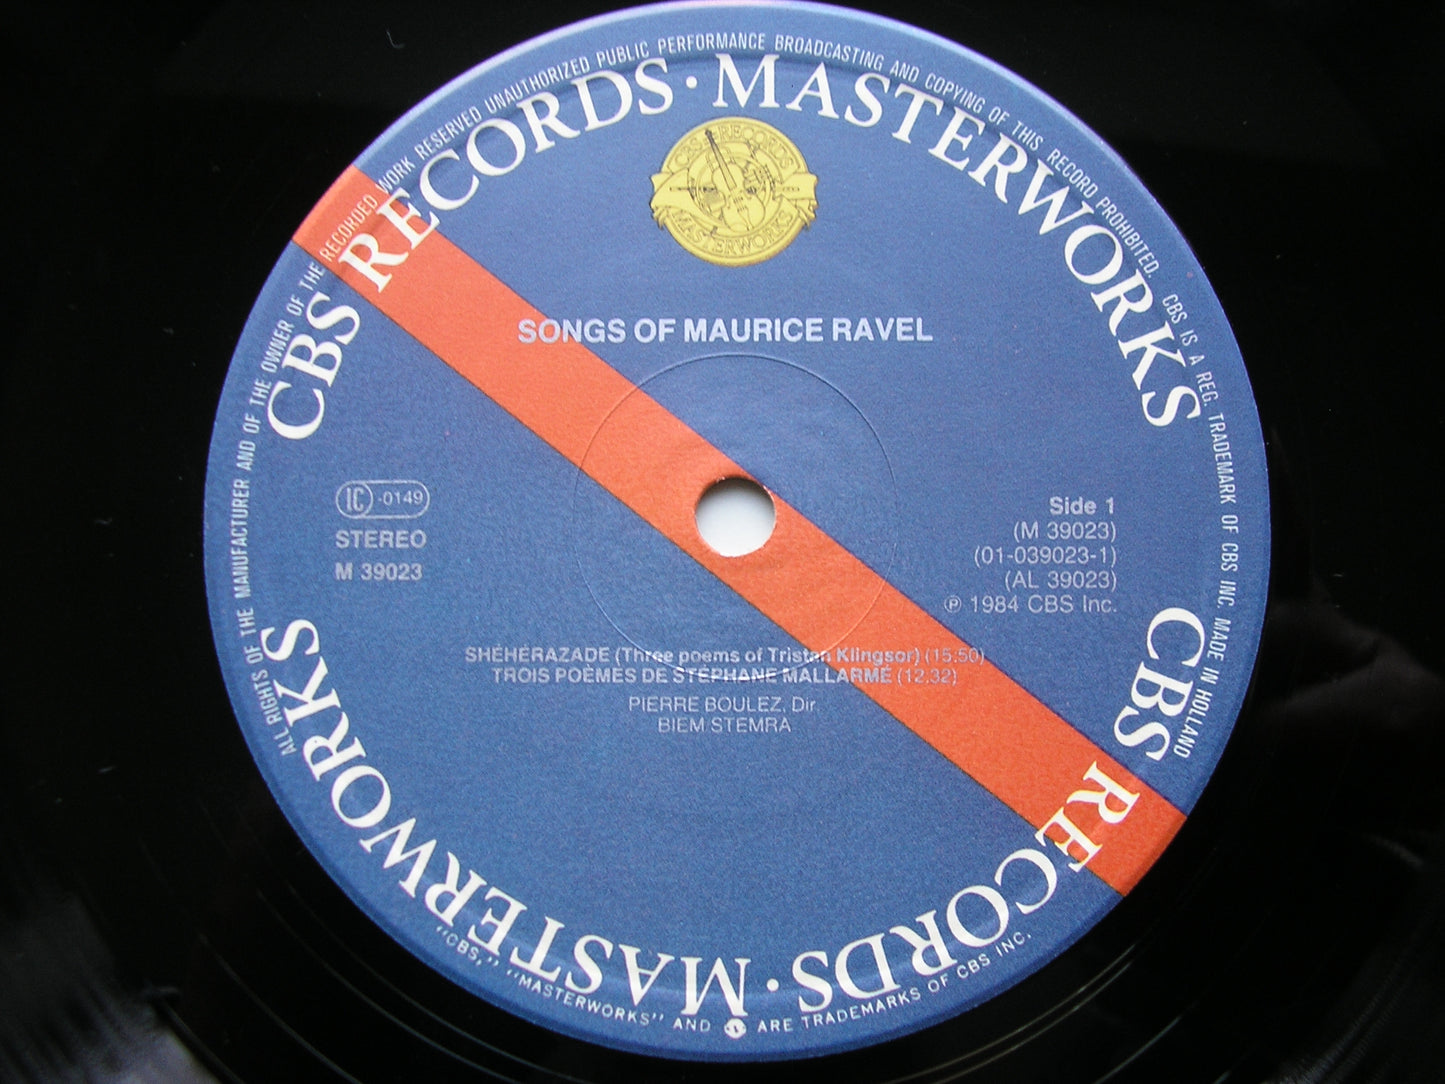 ALL RIGHTS OF THE MANUFACTURER AND OF THE OWNER OF THE RECORDED WORK RESERVED UNAUTHORIZED PUBLIC PERFORMANCE BROADCASTING AND COPYING OF THIS RECORD PROHIBITED. CBS IS A REG. TRADEMARK OF CBS INC. MADE IN HOLLAND
CBS RECORDS · MASTERWORKS
CBS RECORDS
MASTERWORKS
SONGS OF MAURICE RAVEL
IC -0149
STEREO
M 39023
Side 1
(M 39023)
(01-039023-1)
(AL 39023)
℗ 1984 CBS Inc.
SHÉHÉRAZADE (Three poems of Tristan Klingsor) (15.50)
TROIS POÈMES DE STÉPHANE MALLARMÉ (12.32)
PIERRE BOULEZ, Dir.
BIEM STEMRA
CBS RECORDS · MASTERWORKS
"CBS," "MASTERWORKS" AND ARE TRADEMARKS OF CBS INC.